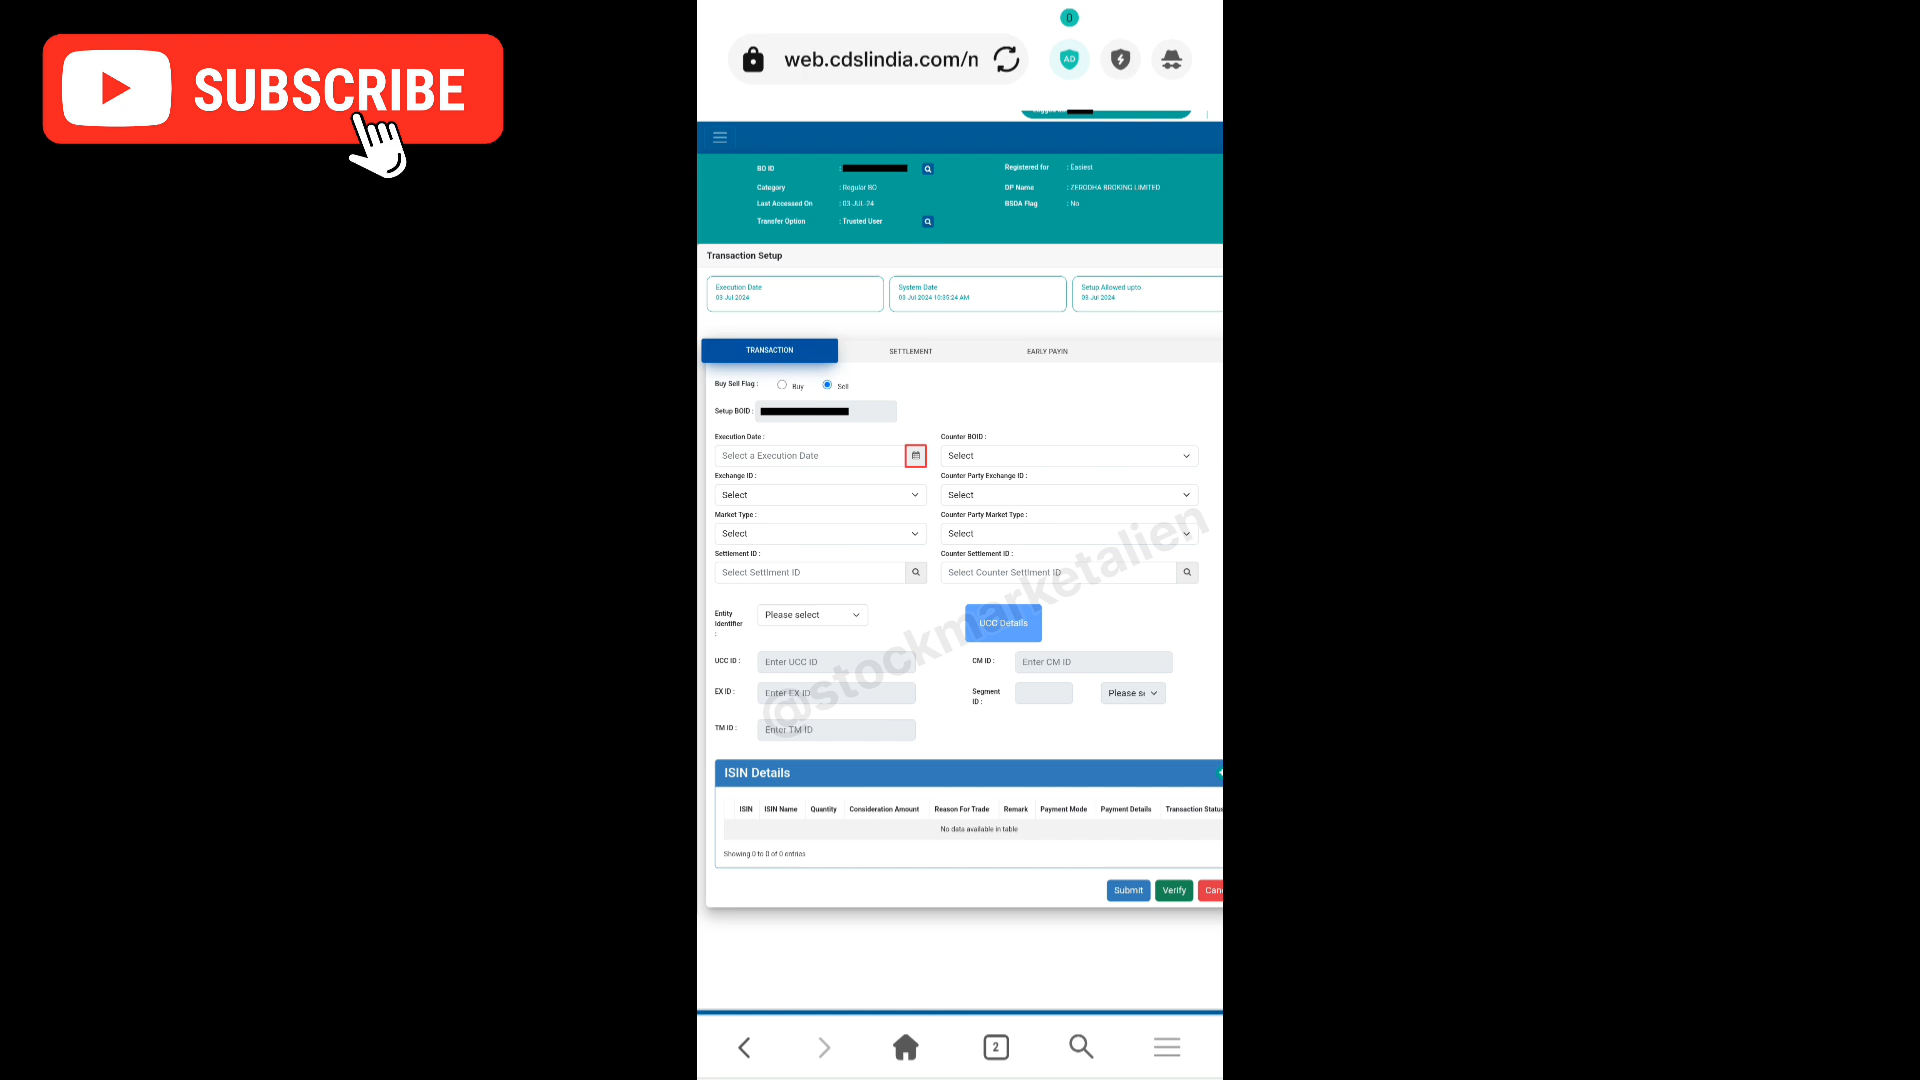 SUBSCRIBE
0
web.cdslindia.com/n
AD
BO ID :
Registered for : Easiest
Category : Regular BO
DP Name : ZERODHA BROKING LIMITED
Last Accessed On : 03-JUL-24
BSDA Flag : No
Transfer Option : Trusted User
Transaction Setup
Execution Date
03 Jul 2024
System Date
03 Jul 2024 10:35:24 AM
Setup Allowed upto
03 Jul 2024
TRANSACTION
SETTLEMENT
EARLY PAYIN
Buy Sell Flag : Buy Sell
Setup BOID :
Execution Date :
Counter BOID :
Select a Execution Date
Select
Exchange ID :
Counter Party Exchange ID :
Select
Select
Market Type :
Counter Party Market Type :
Select
Select
Settlement ID :
Counter Settlement ID :
Select Settlment ID
Select Counter Settlment ID
Entity Identifier :
Please select
UCC Details
UCC ID : Enter UCC ID
CM ID : Enter CM ID
EX ID : Enter EX ID
Segment ID :
Please se
TM ID : Enter TM ID
@stockmarketalien
ISIN Details
ISIN ISIN Name Quantity Consideration Amount Reason For Trade Remark Payment Mode Payment Details Transaction Status
No data available in table
Showing 0 to 0 of 0 entries
Submit Verify Canc
2